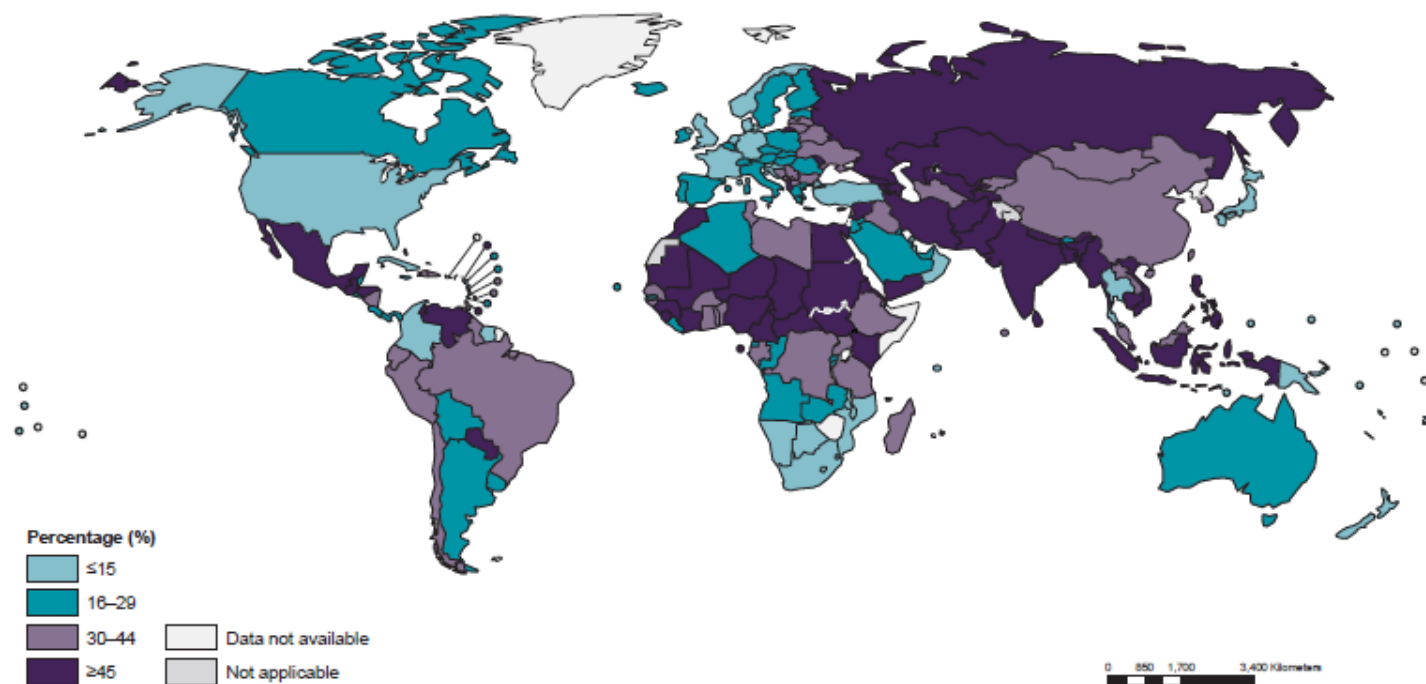 Percentage (%)
≤15
16–29
30–44
≥45
Data not available
Not applicable
0 850 1,700 3,400 Kilometers